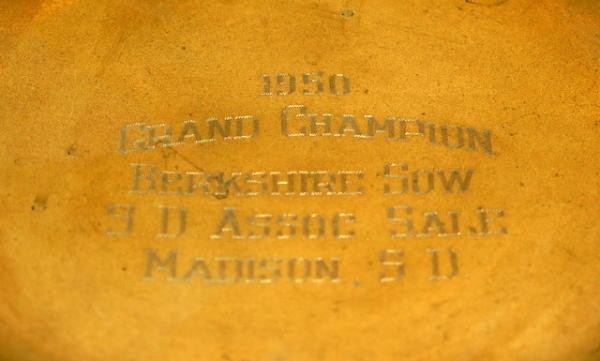 1950
GRAND CHAMPION
BERKSHIRE SOW
S D ASSOC SALE
MADISON, S D